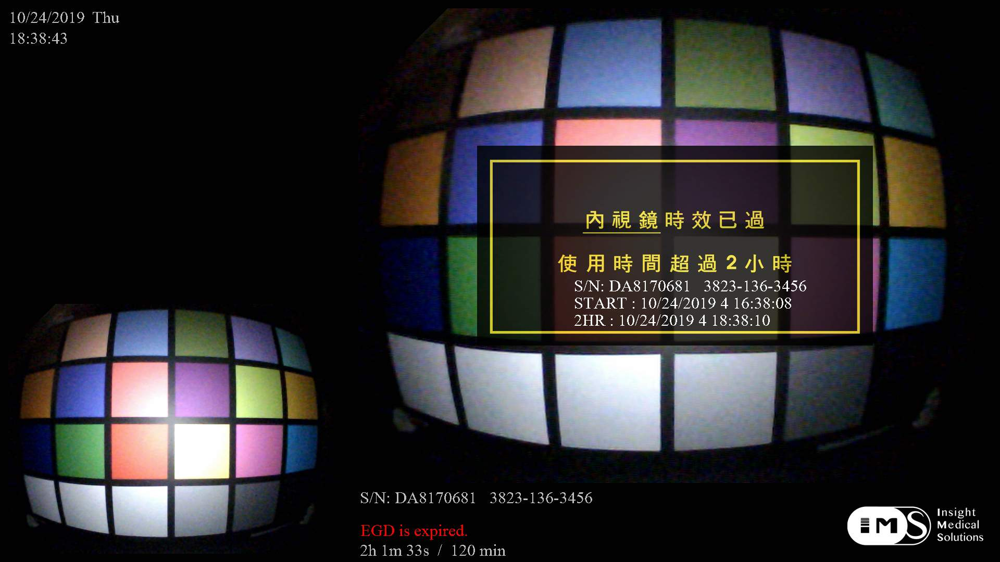 10/24/2019 Thu
18:38:43
內視鏡時效已過
使用時間超過2小時
S/N: DA8170681 3823-136-3456
START : 10/24/2019 4 16:38:08
2HR : 10/24/2019 4 18:38:10
S/N: DA8170681 3823-136-3456
EGD is expired.
2h 1m 33s / 120 min
iMS
Insight
Medical
Solutions